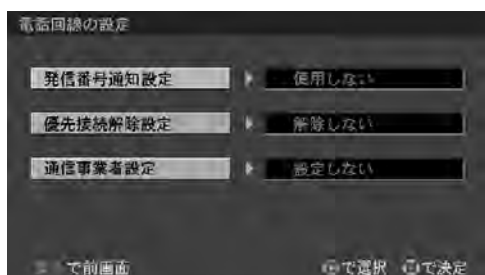 電話回線の設定
発信番号通知設定 使用しない
優先接続解除設定 解除しない
通信事業者設定 設定しない
で前画面 で選択 で決定